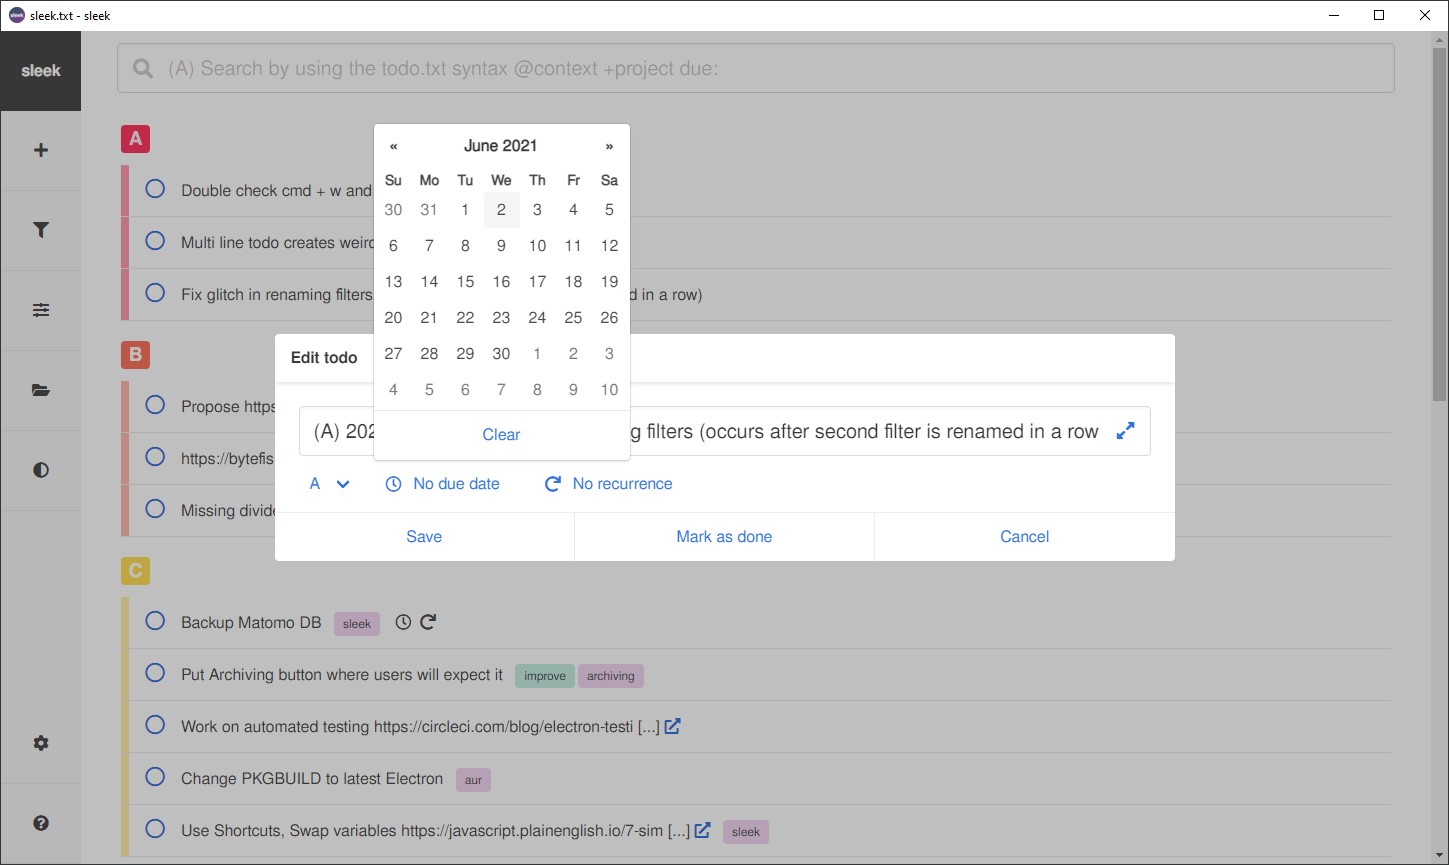 sleek.txt - sleek
sleek
(A) Search by using the todo.txt syntax @context +project due:
A
Double check cmd + w and
Multi line todo creates weird
Fix glitch in renaming filters
d in a row)
« June 2021 »
Su Mo Tu We Th Fr Sa
30 31 1 2 3 4 5
6 7 8 9 10 11 12
13 14 15 16 17 18 19
20 21 22 23 24 25 26
27 28 29 30 1 2 3
4 5 6 7 8 9 10
Clear
B
Propose https
https://bytefis
Missing divide
Edit todo
(A) 202
g filters (occurs after second filter is renamed in a row
A No due date No recurrence
Save Mark as done Cancel
C
Backup Matomo DB sleek
Put Archiving button where users will expect it improve archiving
Work on automated testing https://circleci.com/blog/electron-testi [...]
Change PKGBUILD to latest Electron aur
Use Shortcuts, Swap variables https://javascript.plainenglish.io/7-sim [...] sleek